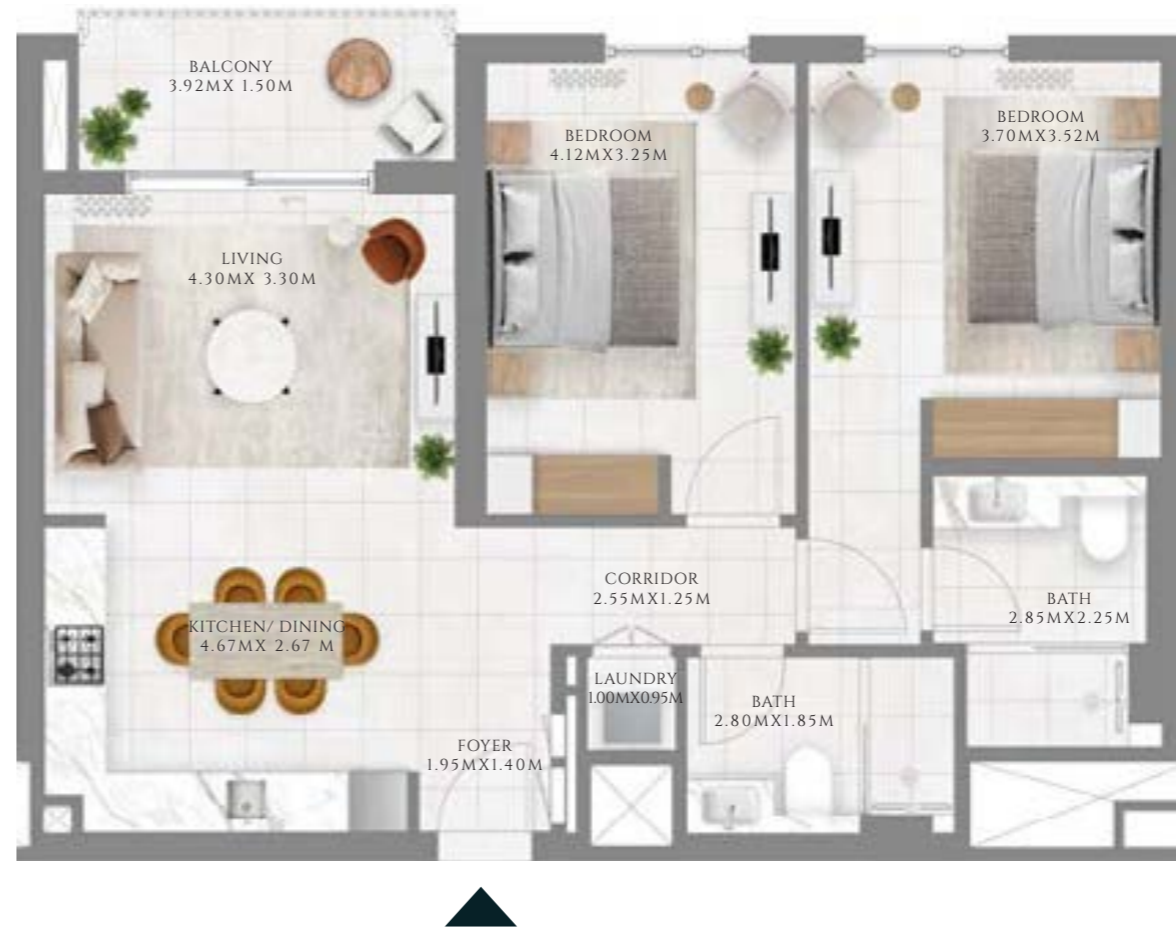 BALCONY
3.92MX 1.50M
BEDROOM
4.12MX3.25M
BEDROOM
3.70MX3.52M
LIVING
4.30MX 3.30M
CORRIDOR
2.55MX1.25M
KITCHEN/ DINING
4.67MX 2.67 M
BATH
2.85MX2.25M
LAUNDRY
1.00MX0.95M
BATH
2.80MX1.85M
FOYER
1.95MX1.40M